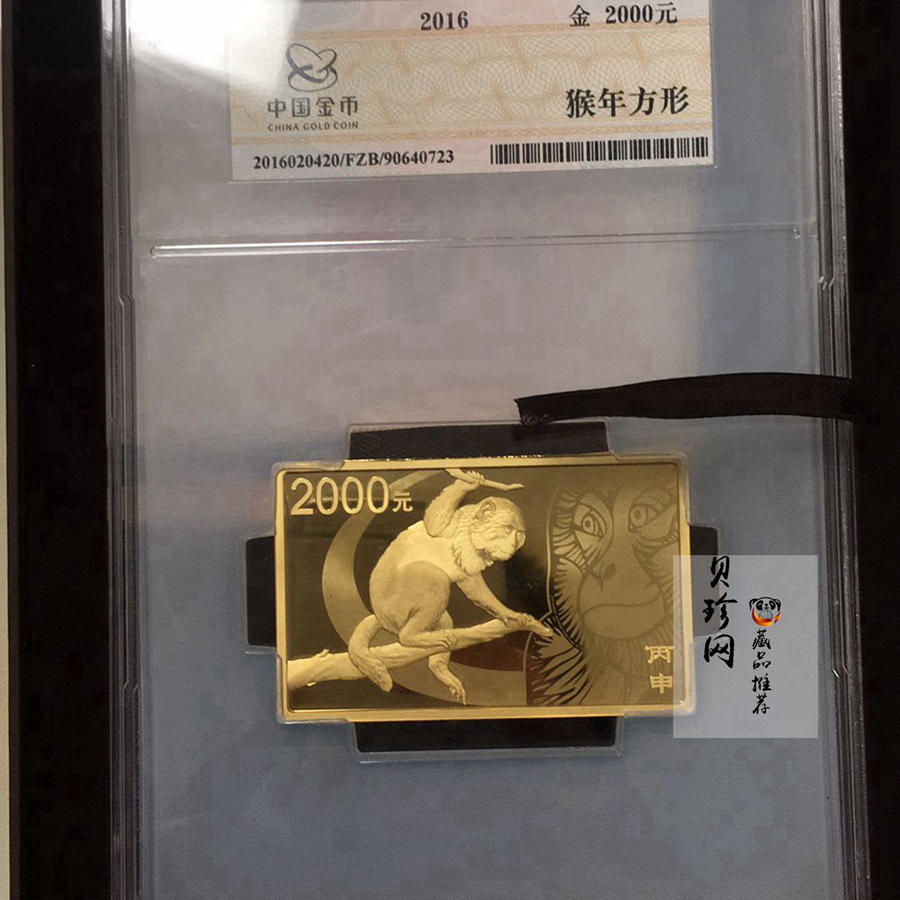 2016 金 2000元
中国金币
CHINA GOLD COIN
猴年方形
2016020420/FZB/90640723
2000元
丙申
贝珍网
藏品推荐